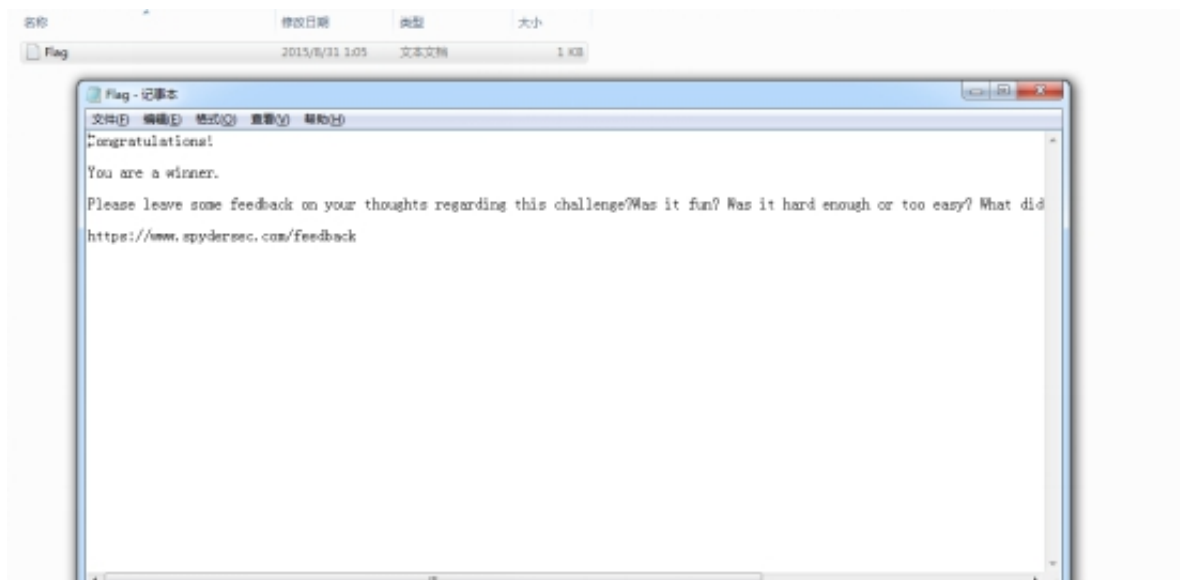 名称 修改日期 类型 大小
Flag 2015/8/31 1:05 文本文档 1 KB
Flag - 记事本
文件(F) 编辑(E) 格式(O) 查看(V) 帮助(H)
Congratulations!
You are a winner.
Please leave some feedback on your thoughts regarding this challenge?Was it fun? Was it hard enough or too easy? What did
https://www.spydersec.com/feedback